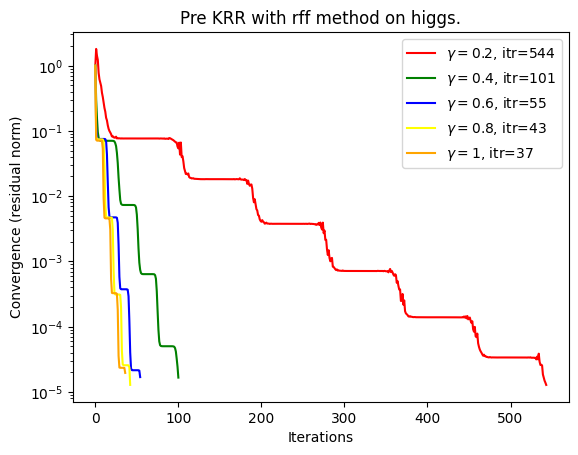 Pre KRR with rff method on higgs.
γ = 0.2, itr=544
γ = 0.4, itr=101
γ = 0.6, itr=55
γ = 0.8, itr=43
γ = 1, itr=37
Convergence (residual norm)
10⁰
10⁻¹
10⁻²
10⁻³
10⁻⁴
10⁻⁵
0 100 200 300 400 500
Iterations